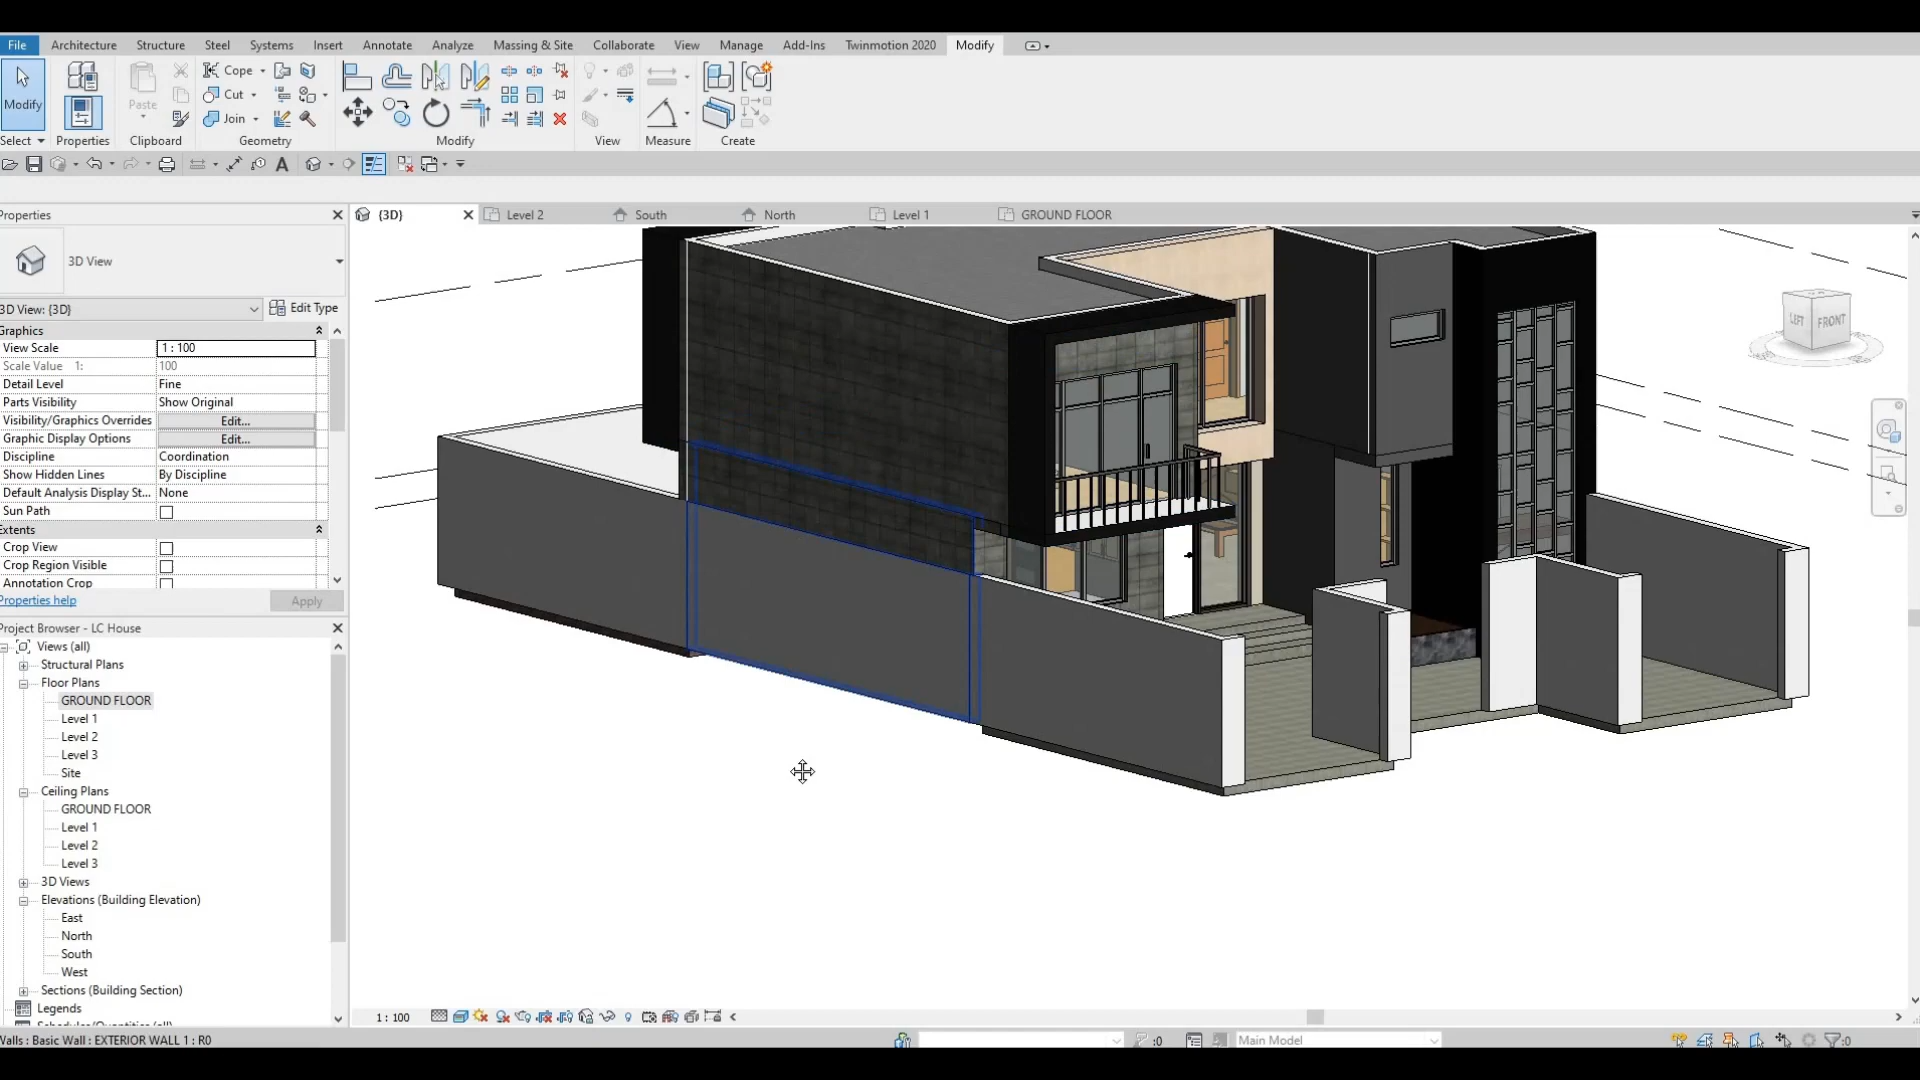 File Architecture Structure Steel Systems Insert Annotate Analyze Massing & Site Collaborate View Manage Add-Ins Twinmotion 2020 Modify
Modify
Paste
Cope
Cut
Join
Select Properties Clipboard Geometry Modify View Measure Create
Properties
{3D} Level 2 South North Level 1 GROUND FLOOR
3D View
3D View: {3D} Edit Type
Graphics
View Scale 1 : 100
Scale Value 1: 100
Detail Level Fine
Parts Visibility Show Original
Visibility/Graphics Overrides Edit...
Graphic Display Options Edit...
Discipline Coordination
Show Hidden Lines By Discipline
Default Analysis Display St... None
Sun Path
Extents
Crop View
Crop Region Visible
Annotation Crop
Properties help Apply
LEFT FRONT
Project Browser - LC House
Views (all)
Structural Plans
Floor Plans
GROUND FLOOR
Level 1
Level 2
Level 3
Site
Ceiling Plans
GROUND FLOOR
Level 1
Level 2
Level 3
3D Views
Elevations (Building Elevation)
East
North
South
West
Sections (Building Section)
Legends
Schedules/Quantities (all)
1 : 100
Walls : Basic Wall : EXTERIOR WALL 1 : R0 :0 Main Model :0